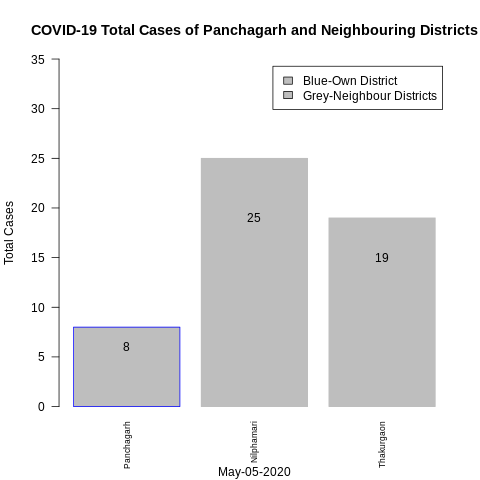 COVID-19 Total Cases of Panchagarh and Neighbouring Districts
35
30
25
20
15
10
5
0
Total Cases
Blue-Own District
Grey-Neighbour Districts
8
25
19
Panchagarh
Nilphamari
Thakurgaon
May-05-2020